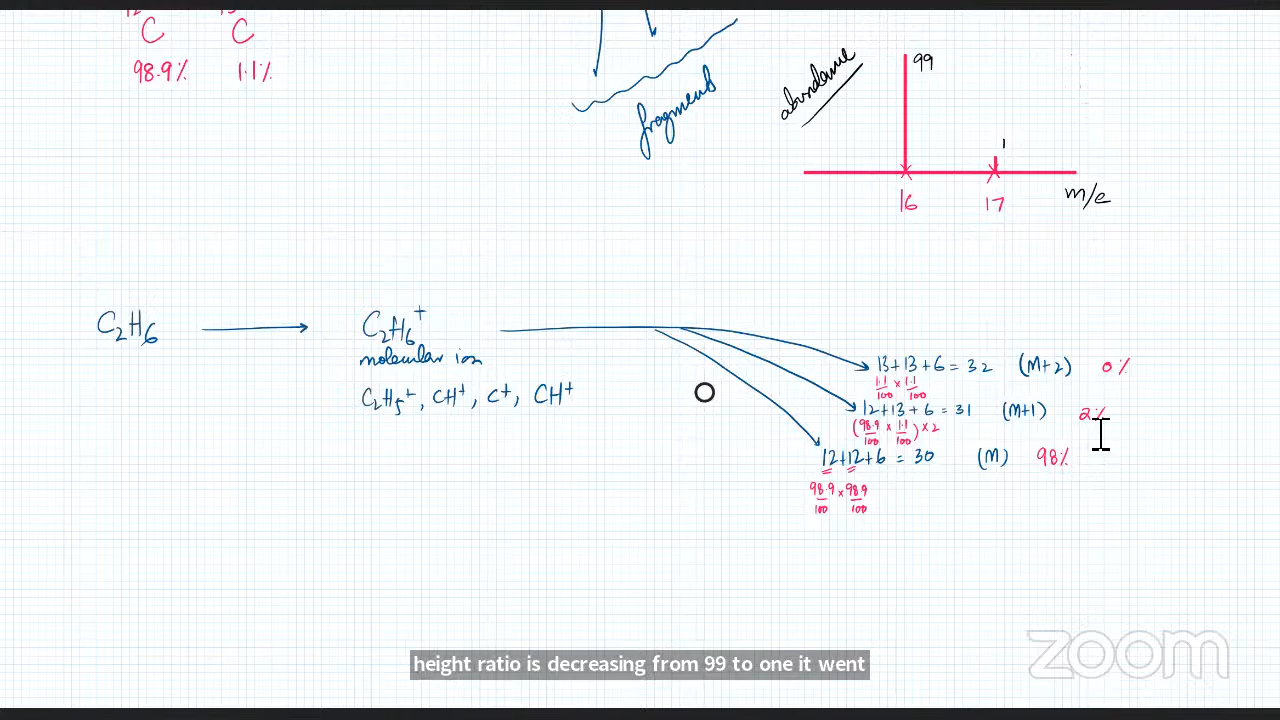 12 13
C C
98.9% 1.1%
fragments
abundance
99
1
16 17
m/e
C₂H₆ C₂H₆⁺
molecular ion
C₂H₅⁺, CH⁺, C⁺, CH⁺
13+13+6=32 (M+2) 0%
1.1/100 × 1.1/100
12+13+6=31 (M+1) 2%
(98.9/100 × 1.1/100) × 2
12+12+6 = 30 (M) 98%
98.9/100 × 98.9/100
zoom
height ratio is decreasing from 99 to one it went